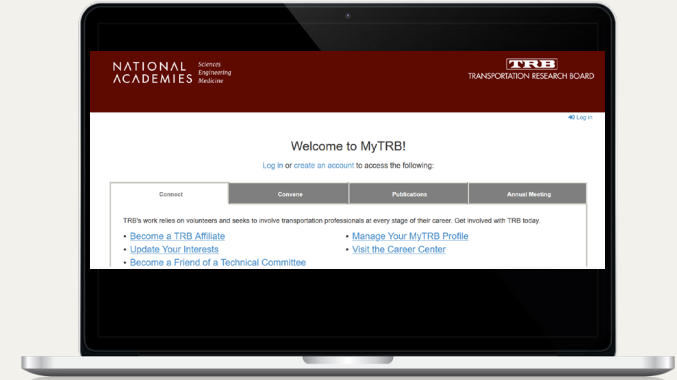 NATIONAL ACADEMIES
Sciences
Engineering
Medicine
TRB
TRANSPORTATION RESEARCH BOARD
Log in
Welcome to MyTRB!
Log in or create an account to access the following:
Connect
Convene
Publications
Annual Meeting
TRB's work relies on volunteers and seeks to involve transportation professionals at every stage of their career. Get involved with TRB today.
• Become a TRB Affiliate
• Update Your Interests
• Become a Friend of a Technical Committee
• Manage Your MyTRB Profile
• Visit the Career Center